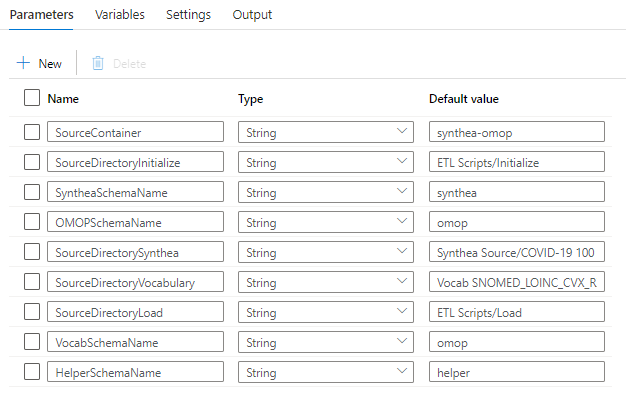 Parameters Variables Settings Output
+ New Delete
Name Type Default value
SourceContainer String synthea-omop
SourceDirectoryInitialize String ETL Scripts/Initialize
SyntheaSchemaName String synthea
OMOPSchemaName String omop
SourceDirectorySynthea String Synthea Source/COVID-19 100
SourceDirectoryVocabulary String Vocab SNOMED_LOINC_CVX_R
SourceDirectoryLoad String ETL Scripts/Load
VocabSchemaName String omop
HelperSchemaName String helper